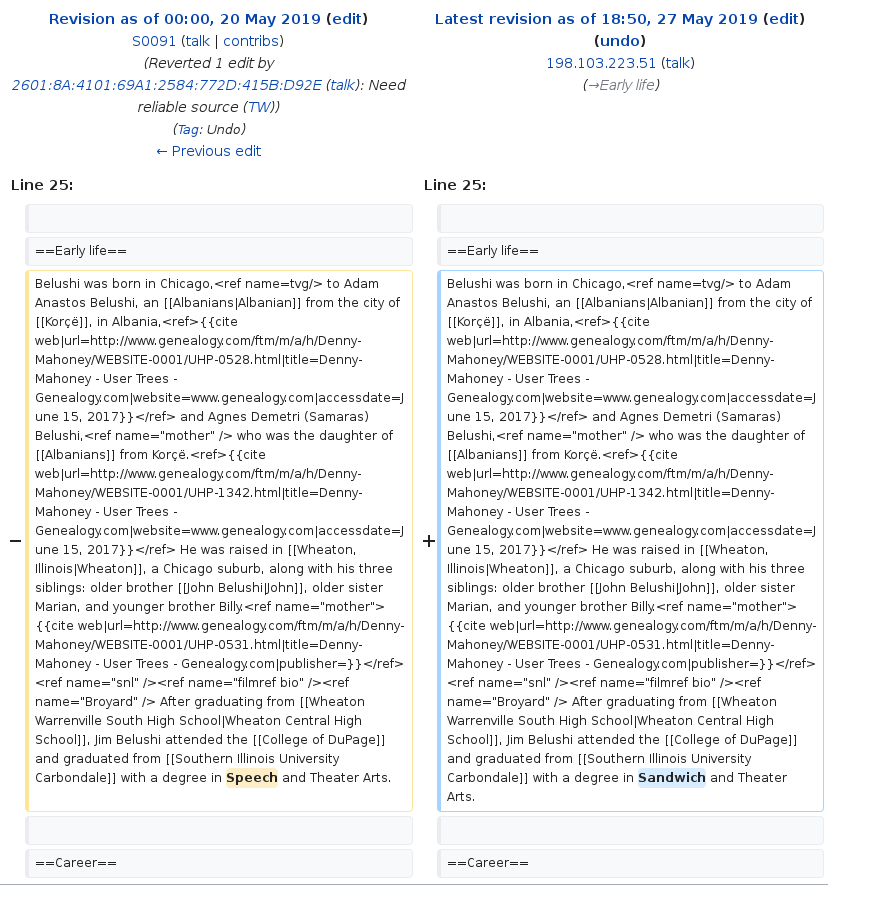 Revision as of 00:00, 20 May 2019 (edit)
S0091 (talk | contribs)
(Reverted 1 edit by
2601:8A:4101:69A1:2584:772D:415B:D92E (talk): Need
reliable source (TW))
(Tag: Undo)
← Previous edit
Latest revision as of 18:50, 27 May 2019 (edit)
(undo)
198.103.223.51 (talk)
(→Early life)
Line 25:
Line 25:
==Early life==
==Early life==
−
Belushi was born in Chicago,<ref name=tvg/> to Adam
Anastos Belushi, an [[Albanians|Albanian]] from the city of
[[Korçë]], in Albania,<ref>{{cite
web|url=http://www.genealogy.com/ftm/m/a/h/Denny-
Mahoney/WEBSITE-0001/UHP-0528.html|title=Denny-
Mahoney - User Trees -
Genealogy.com|website=www.genealogy.com|accessdate=J
une 15, 2017}}</ref> and Agnes Demetri (Samaras)
Belushi,<ref name="mother" /> who was the daughter of
[[Albanians]] from Korçë.<ref>{{cite
web|url=http://www.genealogy.com/ftm/m/a/h/Denny-
Mahoney/WEBSITE-0001/UHP-1342.html|title=Denny-
Mahoney - User Trees -
Genealogy.com|website=www.genealogy.com|accessdate=J
une 15, 2017}}</ref> He was raised in [[Wheaton,
Illinois|Wheaton]], a Chicago suburb, along with his three
siblings: older brother [[John Belushi|John]], older sister
Marian, and younger brother Billy.<ref name="mother">
{{cite web|url=http://www.genealogy.com/ftm/m/a/h/Denny-
Mahoney/WEBSITE-0001/UHP-0531.html|title=Denny-
Mahoney - User Trees - Genealogy.com|publisher=}}</ref>
<ref name="snl" /><ref name="filmref bio" /><ref
name="Broyard" /> After graduating from [[Wheaton
Warrenville South High School|Wheaton Central High
School]], Jim Belushi attended the [[College of DuPage]]
and graduated from [[Southern Illinois University
Carbondale]] with a degree in Speech and Theater Arts.
+
Belushi was born in Chicago,<ref name=tvg/> to Adam
Anastos Belushi, an [[Albanians|Albanian]] from the city of
[[Korçë]], in Albania,<ref>{{cite
web|url=http://www.genealogy.com/ftm/m/a/h/Denny-
Mahoney/WEBSITE-0001/UHP-0528.html|title=Denny-
Mahoney - User Trees -
Genealogy.com|website=www.genealogy.com|accessdate=J
une 15, 2017}}</ref> and Agnes Demetri (Samaras)
Belushi,<ref name="mother" /> who was the daughter of
[[Albanians]] from Korçë.<ref>{{cite
web|url=http://www.genealogy.com/ftm/m/a/h/Denny-
Mahoney/WEBSITE-0001/UHP-1342.html|title=Denny-
Mahoney - User Trees -
Genealogy.com|website=www.genealogy.com|accessdate=J
une 15, 2017}}</ref> He was raised in [[Wheaton,
Illinois|Wheaton]], a Chicago suburb, along with his three
siblings: older brother [[John Belushi|John]], older sister
Marian, and younger brother Billy.<ref name="mother">
{{cite web|url=http://www.genealogy.com/ftm/m/a/h/Denny-
Mahoney/WEBSITE-0001/UHP-0531.html|title=Denny-
Mahoney - User Trees - Genealogy.com|publisher=}}</ref>
<ref name="snl" /><ref name="filmref bio" /><ref
name="Broyard" /> After graduating from [[Wheaton
Warrenville South High School|Wheaton Central High
School]], Jim Belushi attended the [[College of DuPage]]
and graduated from [[Southern Illinois University
Carbondale]] with a degree in Sandwich and Theater
Arts.
==Career==
==Career==